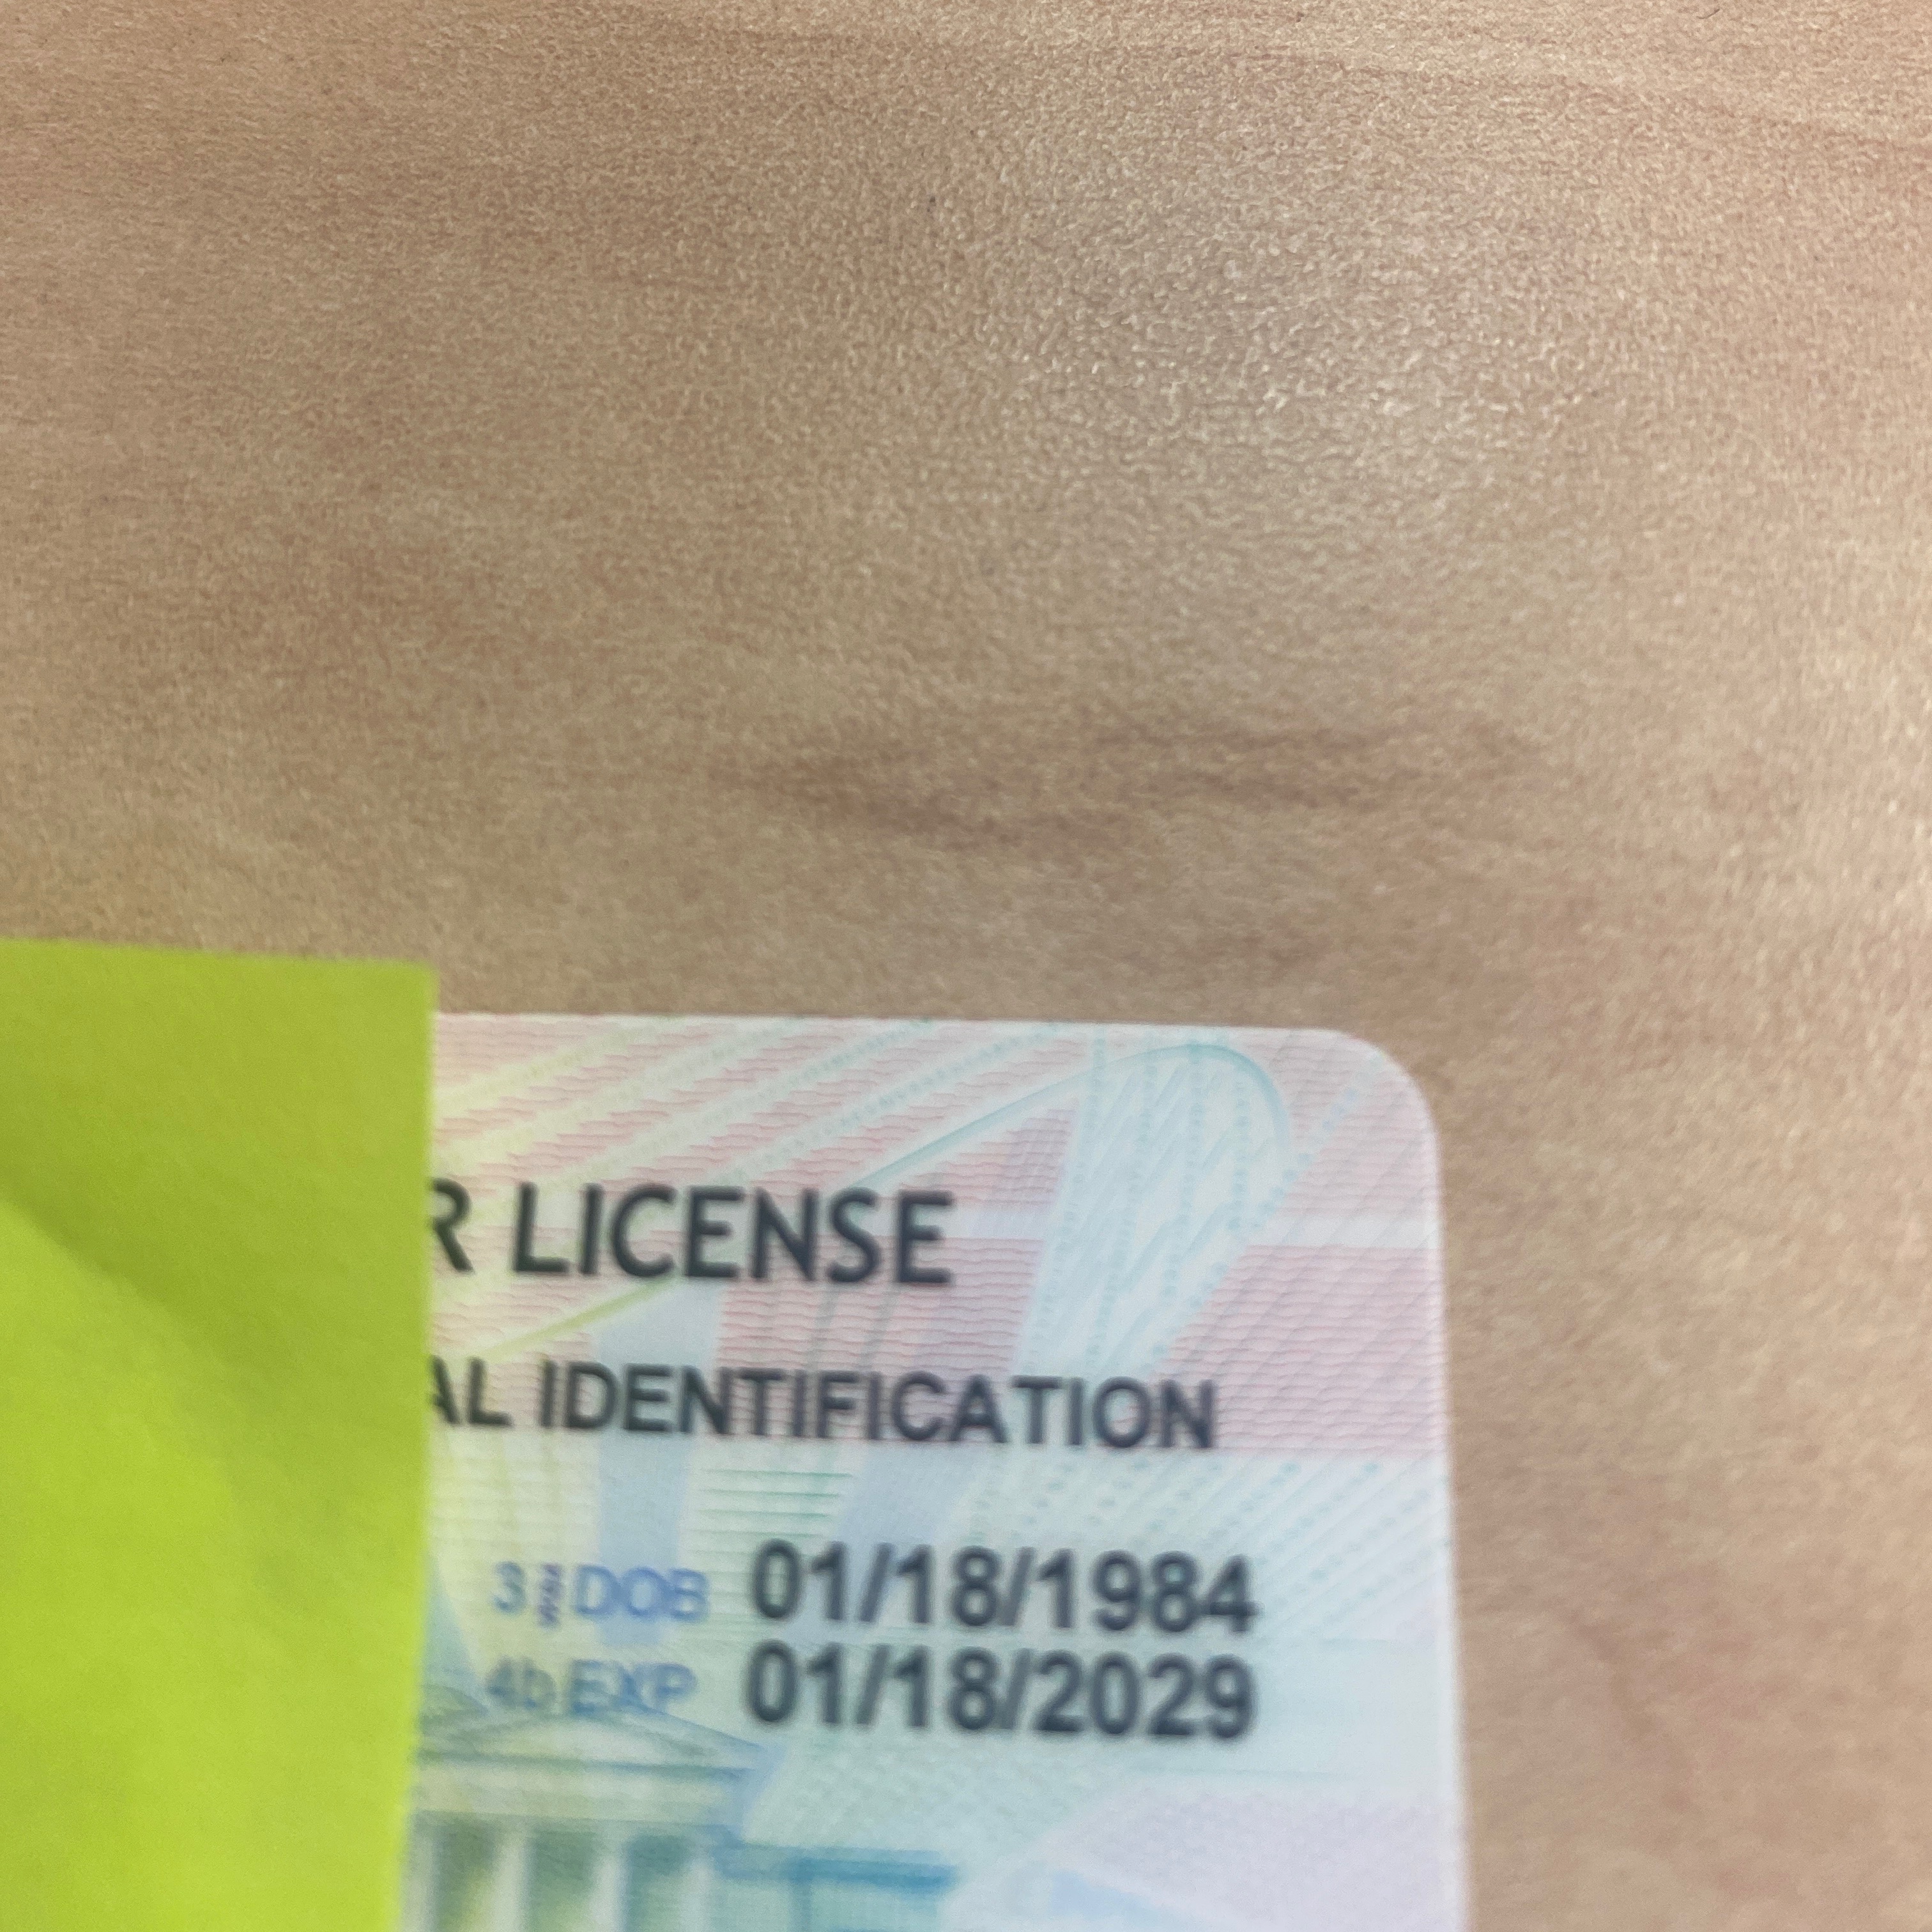 R LICENSE
AL IDENTIFICATION
3 DOB 01/18/1984
4b EXP 01/18/2029